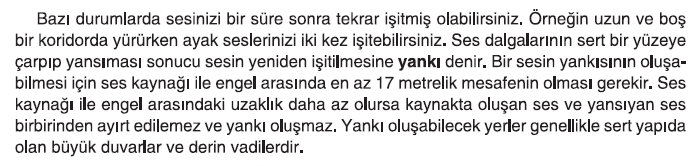 Bazı durumlarda sesinizi bir süre sonra tekrar işitmiş olabilirsiniz. Örneğin uzun ve boş
bir koridorda yürürken ayak seslerinizi iki kez işitebilirsiniz. Ses dalgalarının sert bir yüzeye
çarpıp yansıması sonucu sesin yeniden işitilmesine yankı denir. Bir sesin yankısının oluşa-
bilmesi için ses kaynağı ile engel arasında en az 17 metrelik mesafenin olması gerekir. Ses
kaynağı ile engel arasındaki uzaklık daha az olursa kaynakta oluşan ses ve yansıyan ses
birbirinden ayırt edilemez ve yankı oluşmaz. Yankı oluşabilecek yerler genellikle sert yapıda
olan büyük duvarlar ve derin vadilerdir.